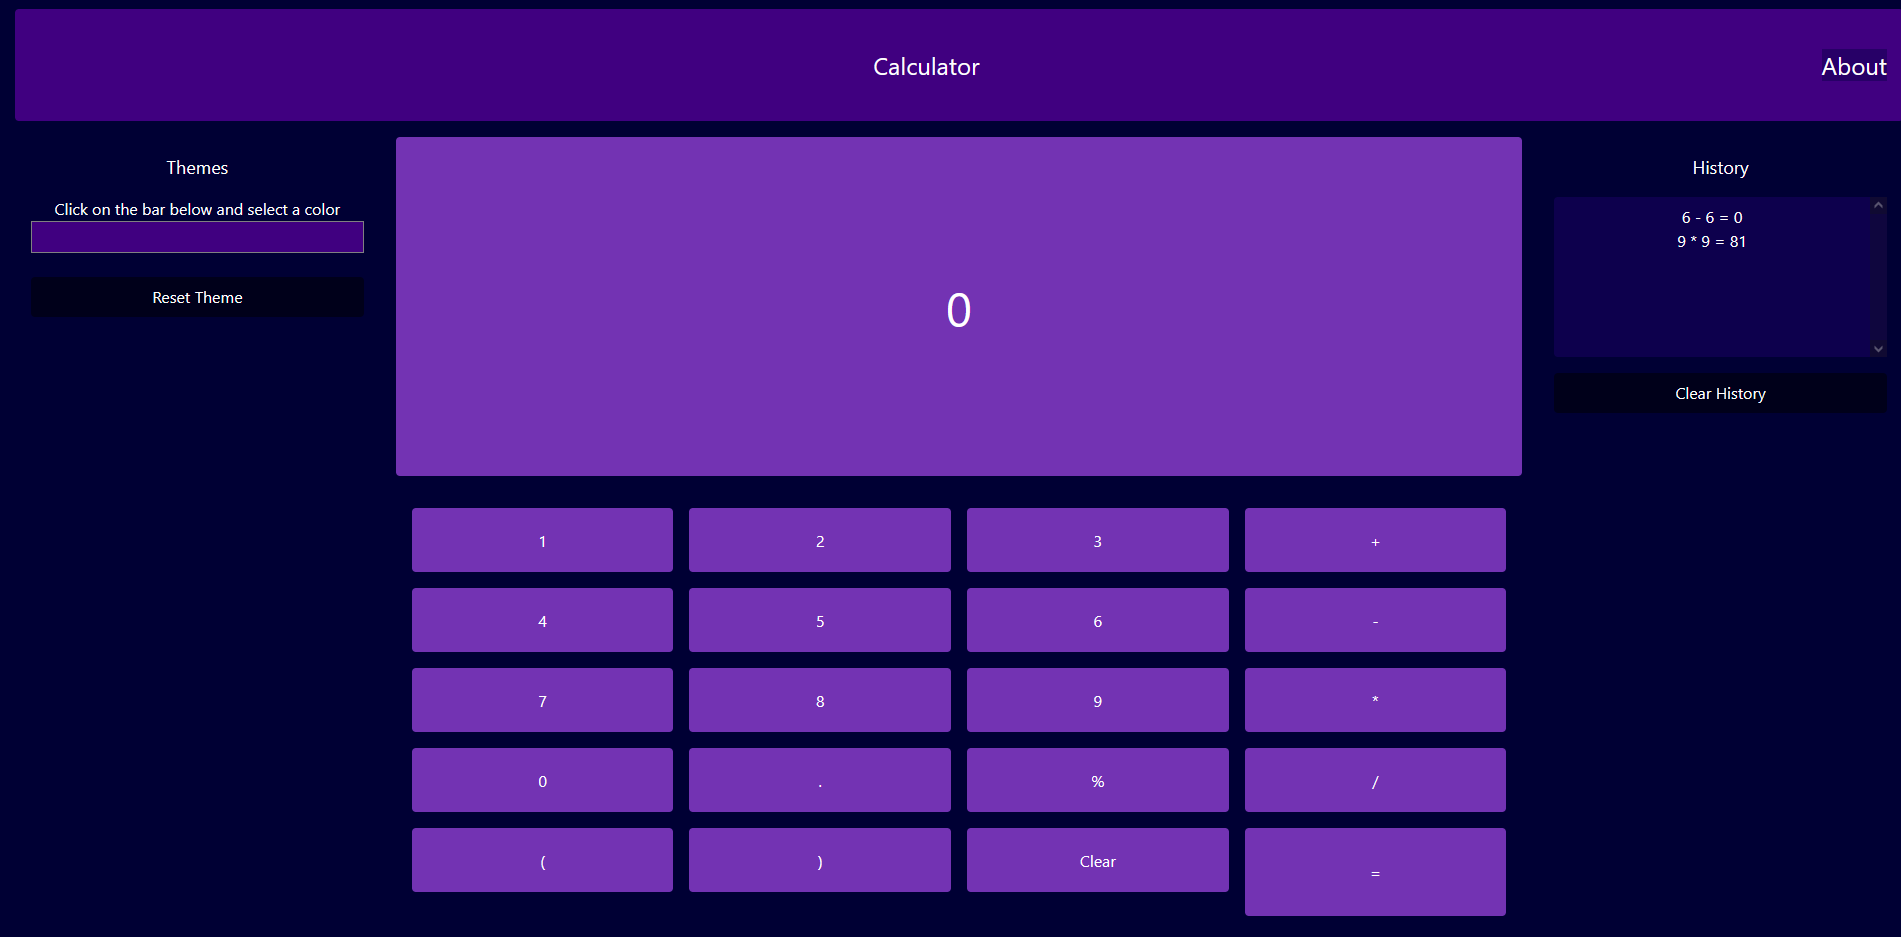 Calculator
About
Themes
Click on the bar below and select a color
Reset Theme
0
History
6 - 6 = 0
9 * 9 = 81
Clear History
1 2 3 +
4 5 6 -
7 8 9 *
0 . % /
( ) Clear =